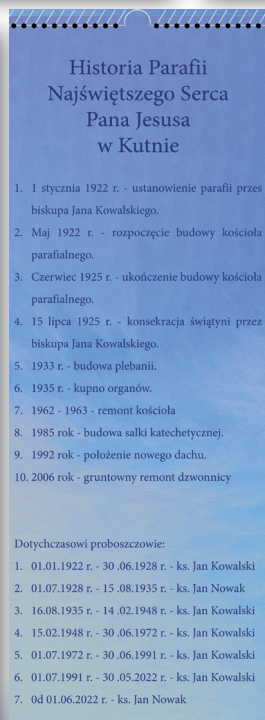 Historia Parafii
Najświętszego Serca
Pana Jesusa
w Kutnie
1. 1 stycznia 1922 r. - ustanowienie parafii przes
biskupa Jana Kowalskiego.
2. Maj 1922 r. - rozpoczęcie budowy kościoła
parafialnego.
3. Czerwiec 1925 r. - ukończenie budowy kościoła
parafialnego.
4. 15 lipca 1925 r. - konsekracja świątyni przez
biskupa Jana Kowalskiego.
5. 1933 r. - budowa plebanii.
6. 1935 r. - kupno organów.
7. 1962 - 1963 - remont kościoła
8. 1985 rok - budowa salki katechetycznej.
9. 1992 rok - położenie nowego dachu.
10. 2006 rok - gruntowny remont dzwonnicy
Dotychczasowi proboszczowie:
1. 01.01.1922 r. - 30 .06.1928 r. - ks. Jan Kowalski
2. 01.07.1928 r. - 15 .08.1935 r. - ks. Jan Nowak
3. 16.08.1935 r. - 14 .02.1948 r. - ks. Jan Kowalski
4. 15.02.1948 r. - 30 .06.1972 r. - ks. Jan Kowalski
5. 01.07.1972 r. - 30 .06.1991 r. - ks. Jan Kowalski
6. 01.07.1991 r. - 30 .05.2022 r. - ks. Jan Kowalski
7. 0d 01.06.2022 r. - ks. Jan Nowak